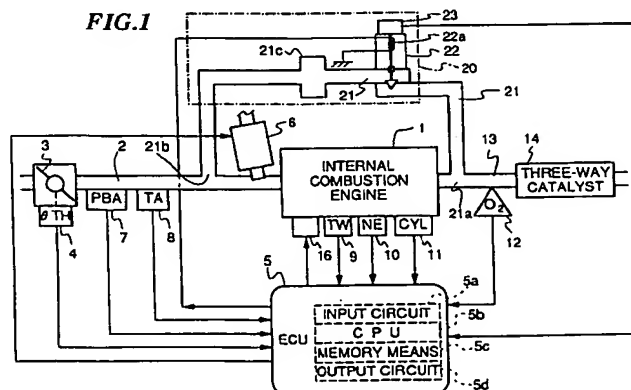 FIG.1
23
22a
22
20
21c
21
21
6
1
3
2
21b
13
14
INTERNAL COMBUSTION ENGINE
THREE-WAY CATALYST
θTH
PBA
TA
21a
O2
12
4
7
8
TW
NE
CYL
16
9
10
11
5
5a
ECU
INPUT CIRCUIT
5b
CPU
5c
MEMORY MEANS
OUTPUT CIRCUIT
5d